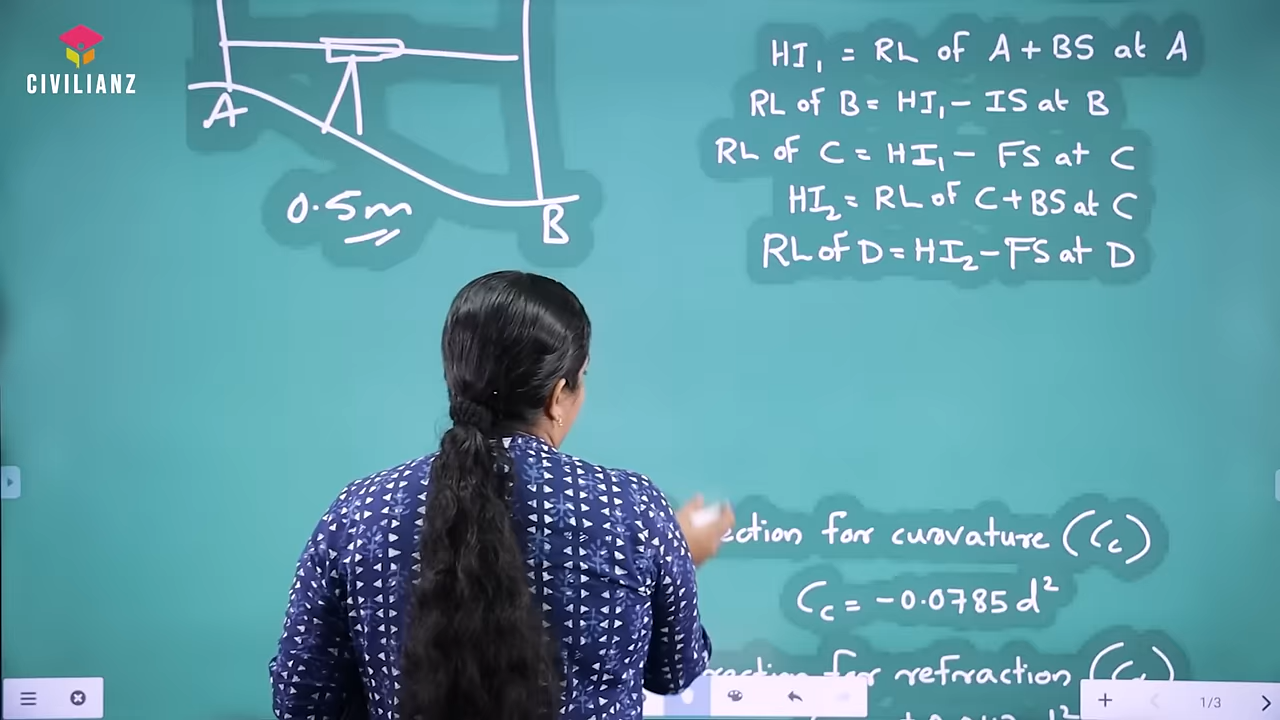 CIVILIANZ
A
0.5m
B
HI₁ = RL of A + BS at A
RL of B = HI₁ - IS at B
RL of C = HI₁ - FS at C
HI₂ = RL of C + BS at C
RL of D = HI₂ - FS at D
ection for curvature (Cc)
Cc = -0.0785 d²
for refraction
1/3